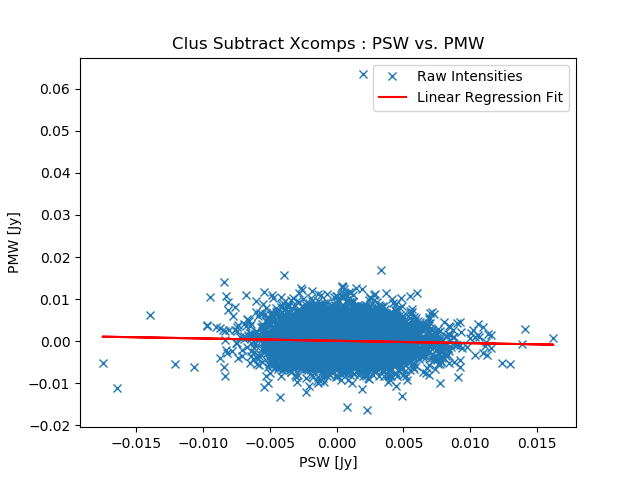 Clus Subtract Xcomps : PSW vs. PMW
Raw Intensities
Linear Regression Fit
PMW [Jy]
0.06
0.05
0.04
0.03
0.02
0.01
0.00
−0.01
−0.02
−0.015 −0.010 −0.005 0.000 0.005 0.010 0.015
PSW [Jy]